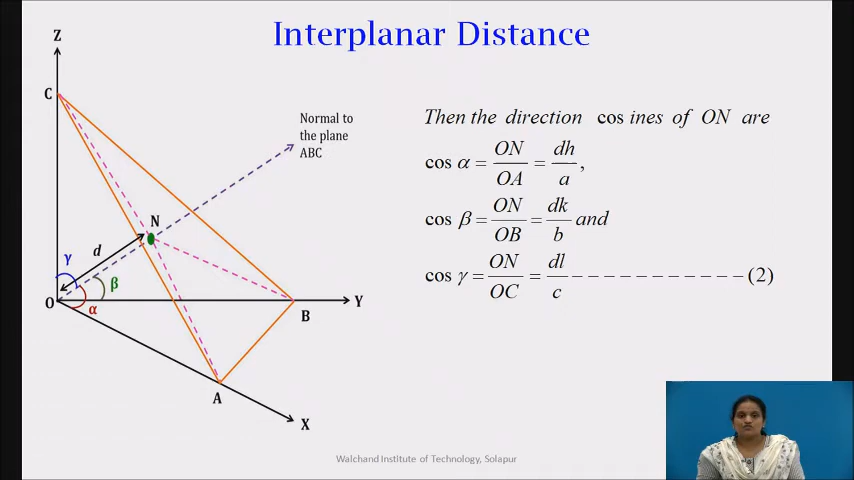 Interplanar Distance
Z
C
Normal to
the plane
ABC
N
d
γ
β
O
α
B
Y
A
X
Then the direction cos ines of ON are
cos α = ON/OA = dh/a ,
cos β = ON/OB = dk/b and
cos γ = ON/OC = dl/c − − − − − − − − − − − (2)
Walchand Institute of Technology, Solapur